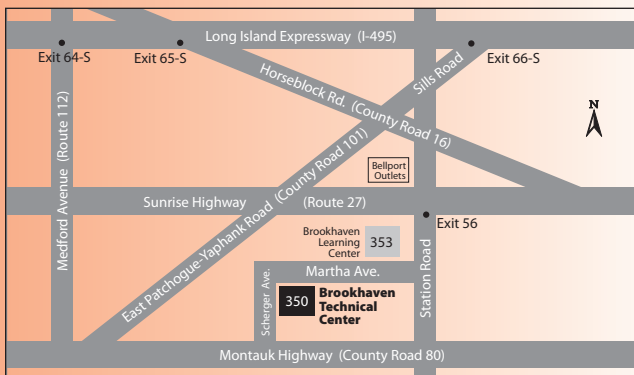 Long Island Expressway (I-495)
Exit 64-S
Exit 65-S
Exit 66-S
Sills Road
Horseblock Rd. (County Road 16)
N
Medford Avenue (Route 112)
Bellport
Outlets
Sunrise Highway (Route 27)
East Patchogue-Yaphank Road (County Road 101)
Exit 56
Brookhaven
Learning
Center
353
Martha Ave.
Station Road
Scherger Ave.
350
Brookhaven
Technical
Center
Montauk Highway (County Road 80)